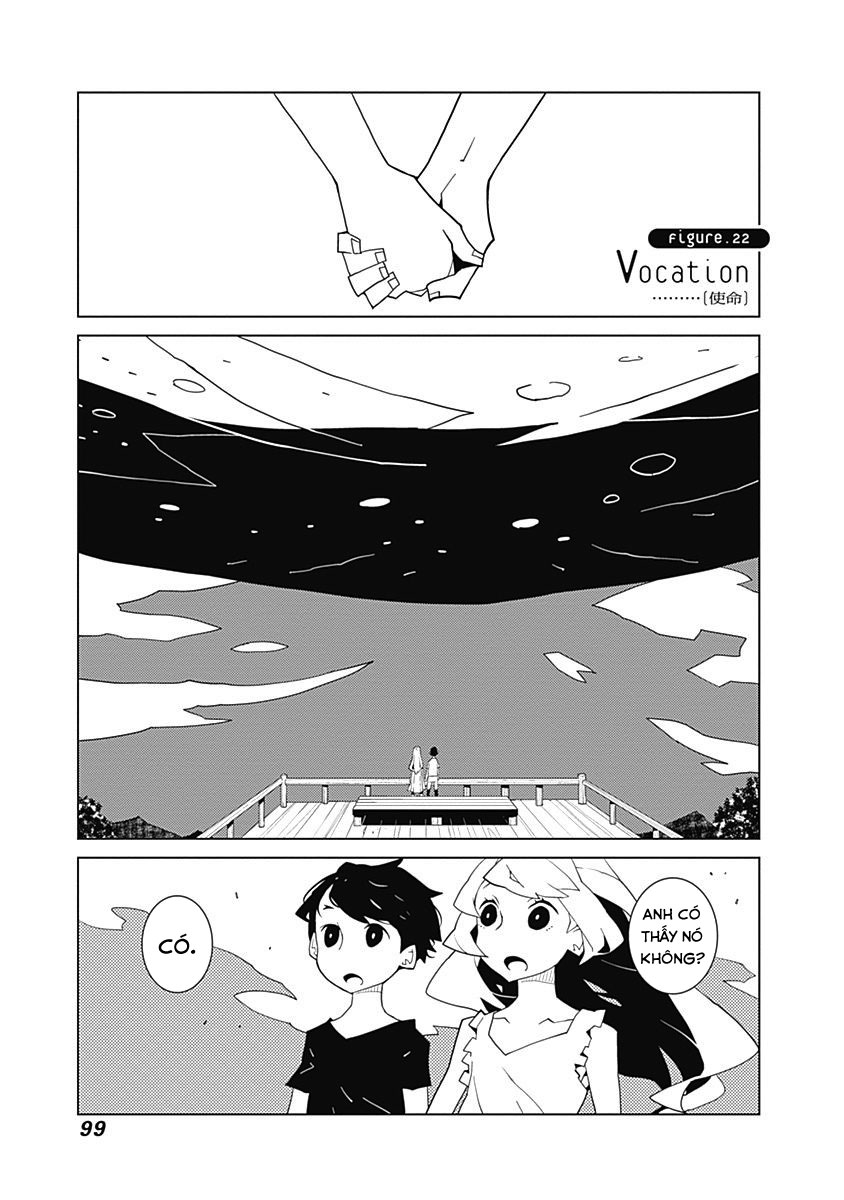 Figure.22
Vocation
………〔使命〕
ANH CÓ
THẤY NÓ
KHÔNG?
CÓ.
99